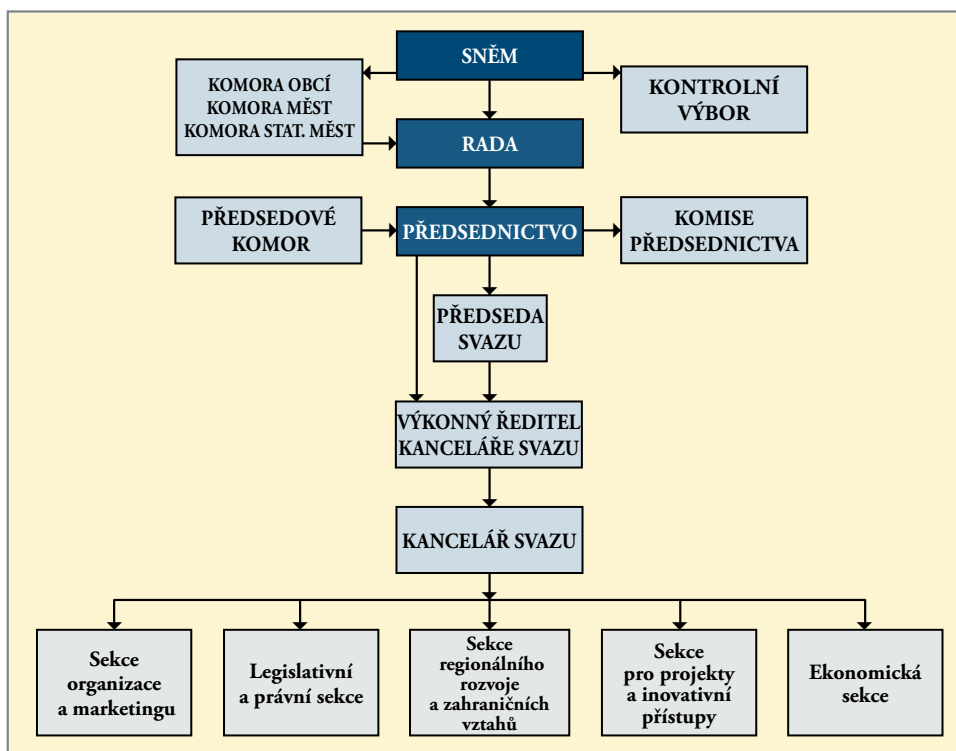 SNĚM
KOMORA OBCÍ
KOMORA MĚST
KOMORA STAT. MĚST
KONTROLNÍ
VÝBOR
RADA
PŘEDSEDOVÉ
KOMOR
PŘEDSEDNICTVO
KOMISE
PŘEDSEDNICTVA
PŘEDSEDA
SVAZU
VÝKONNÝ ŘEDITEL
KANCELÁŘE SVAZU
KANCELÁŘ SVAZU
Sekce
organizace
a marketingu
Legislativní
a právní sekce
Sekce
regionálního
rozvoje
a zahraničních
vztahů
Sekce
pro projekty
a inovativní
přístupy
Ekonomická
sekce